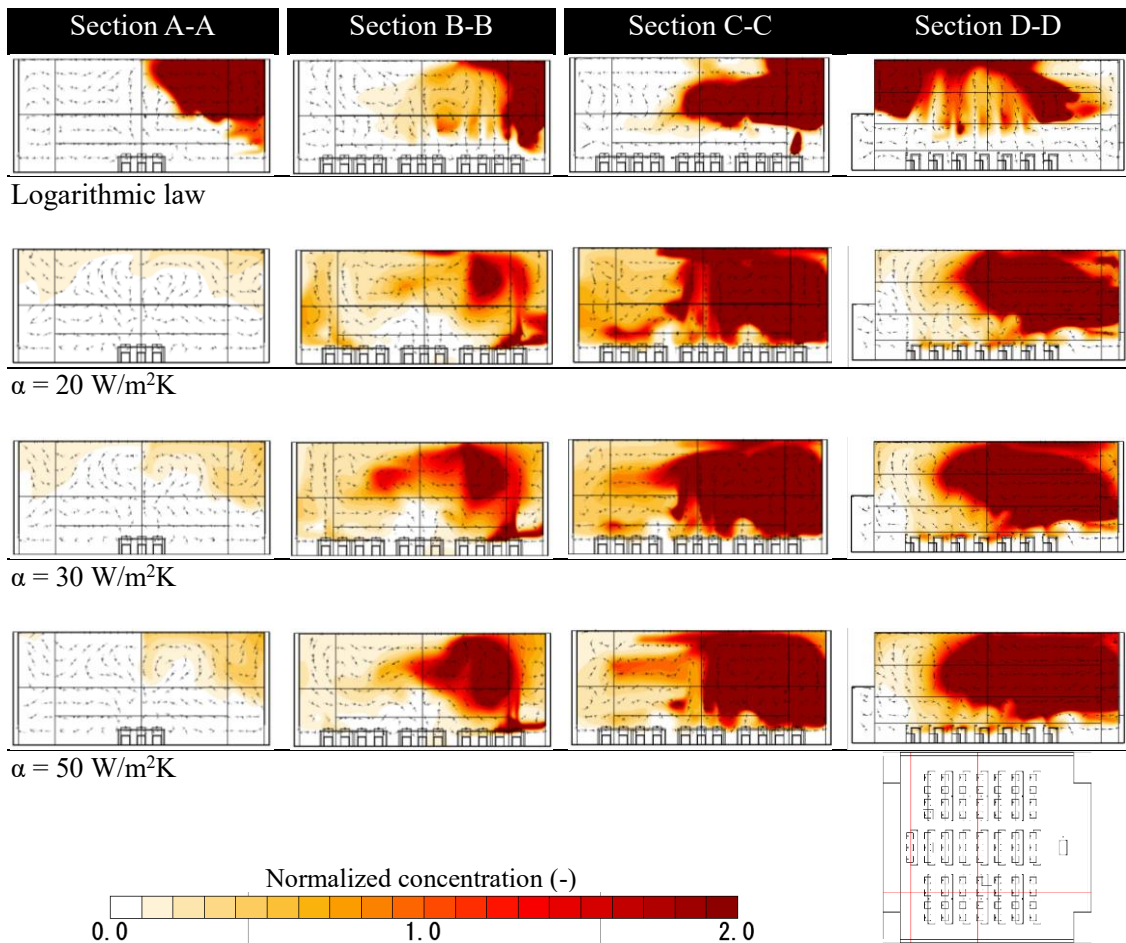 Section A-A Section B-B Section C-C Section D-D
Logarithmic law
α = 20 W/m²K
α = 30 W/m²K
α = 50 W/m²K
Normalized concentration (-)
0.0 1.0 2.0